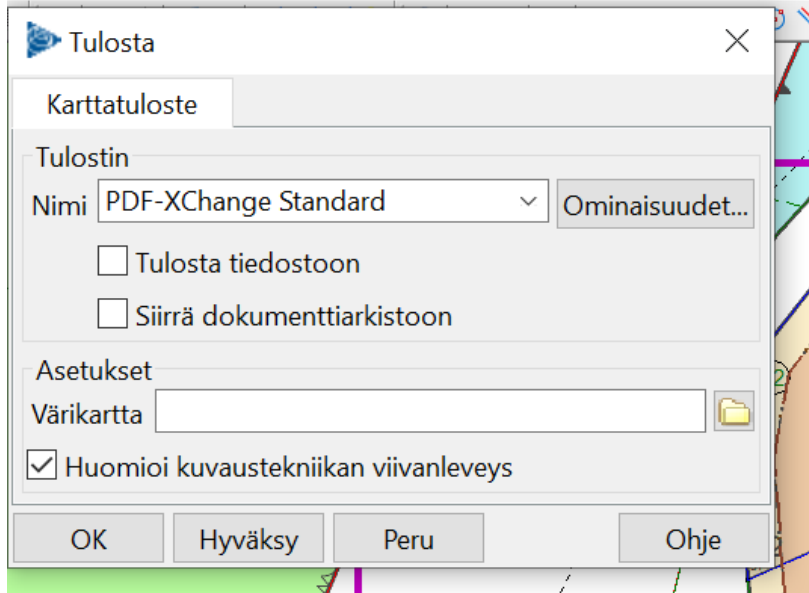 Tulosta
Karttatuloste
Tulostin
Nimi PDF-XChange Standard Ominaisuudet...
Tulosta tiedostoon
Siirrä dokumenttiarkistoon
Asetukset
Värikartta
Huomioi kuvaustekniikan viivanleveys
OK Hyväksy Peru Ohje